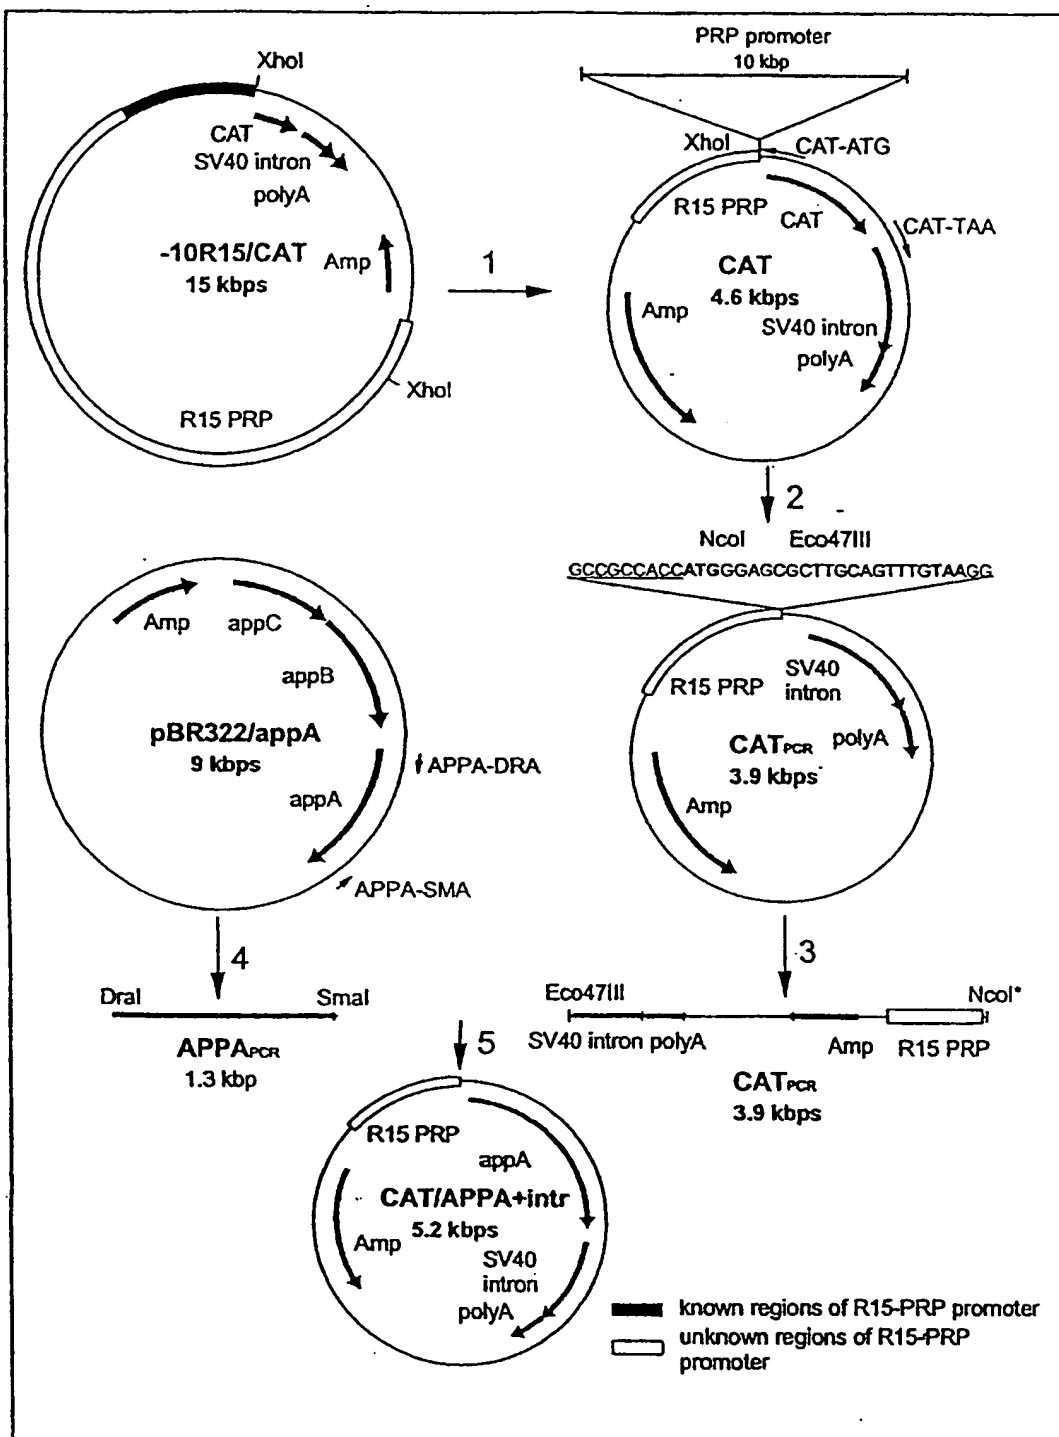 PRP promoter
10 kbp
XhoI
CAT
SV40 intron
polyA
-10R15/CAT
15 kbps
Amp
XhoI
R15 PRP
1
XhoI
CAT-ATG
R15 PRP
CAT
CAT-TAA
CAT
4.6 kbps
Amp
SV40 intron
polyA
2
NcoI Eco47III
GCCGCCACCATGGGAGCGCTTGCAGTTTGTAAGG
Amp
appC
appB
pBR322/appA
9 kbps
appA
APPA-DRA
APPA-SMA
R15 PRP
SV40
intron
polyA
CATPCR
3.9 kbps
Amp
4
DraI SmaI
APPAPCR
1.3 kbp
3
Eco47III NcoI*
SV40 intron polyA Amp R15 PRP
CATPCR
3.9 kbps
5
R15 PRP
appA
CAT/APPA+intr
5.2 kbps
Amp
SV40
intron
polyA
known regions of R15-PRP promoter
unknown regions of R15-PRP
promoter